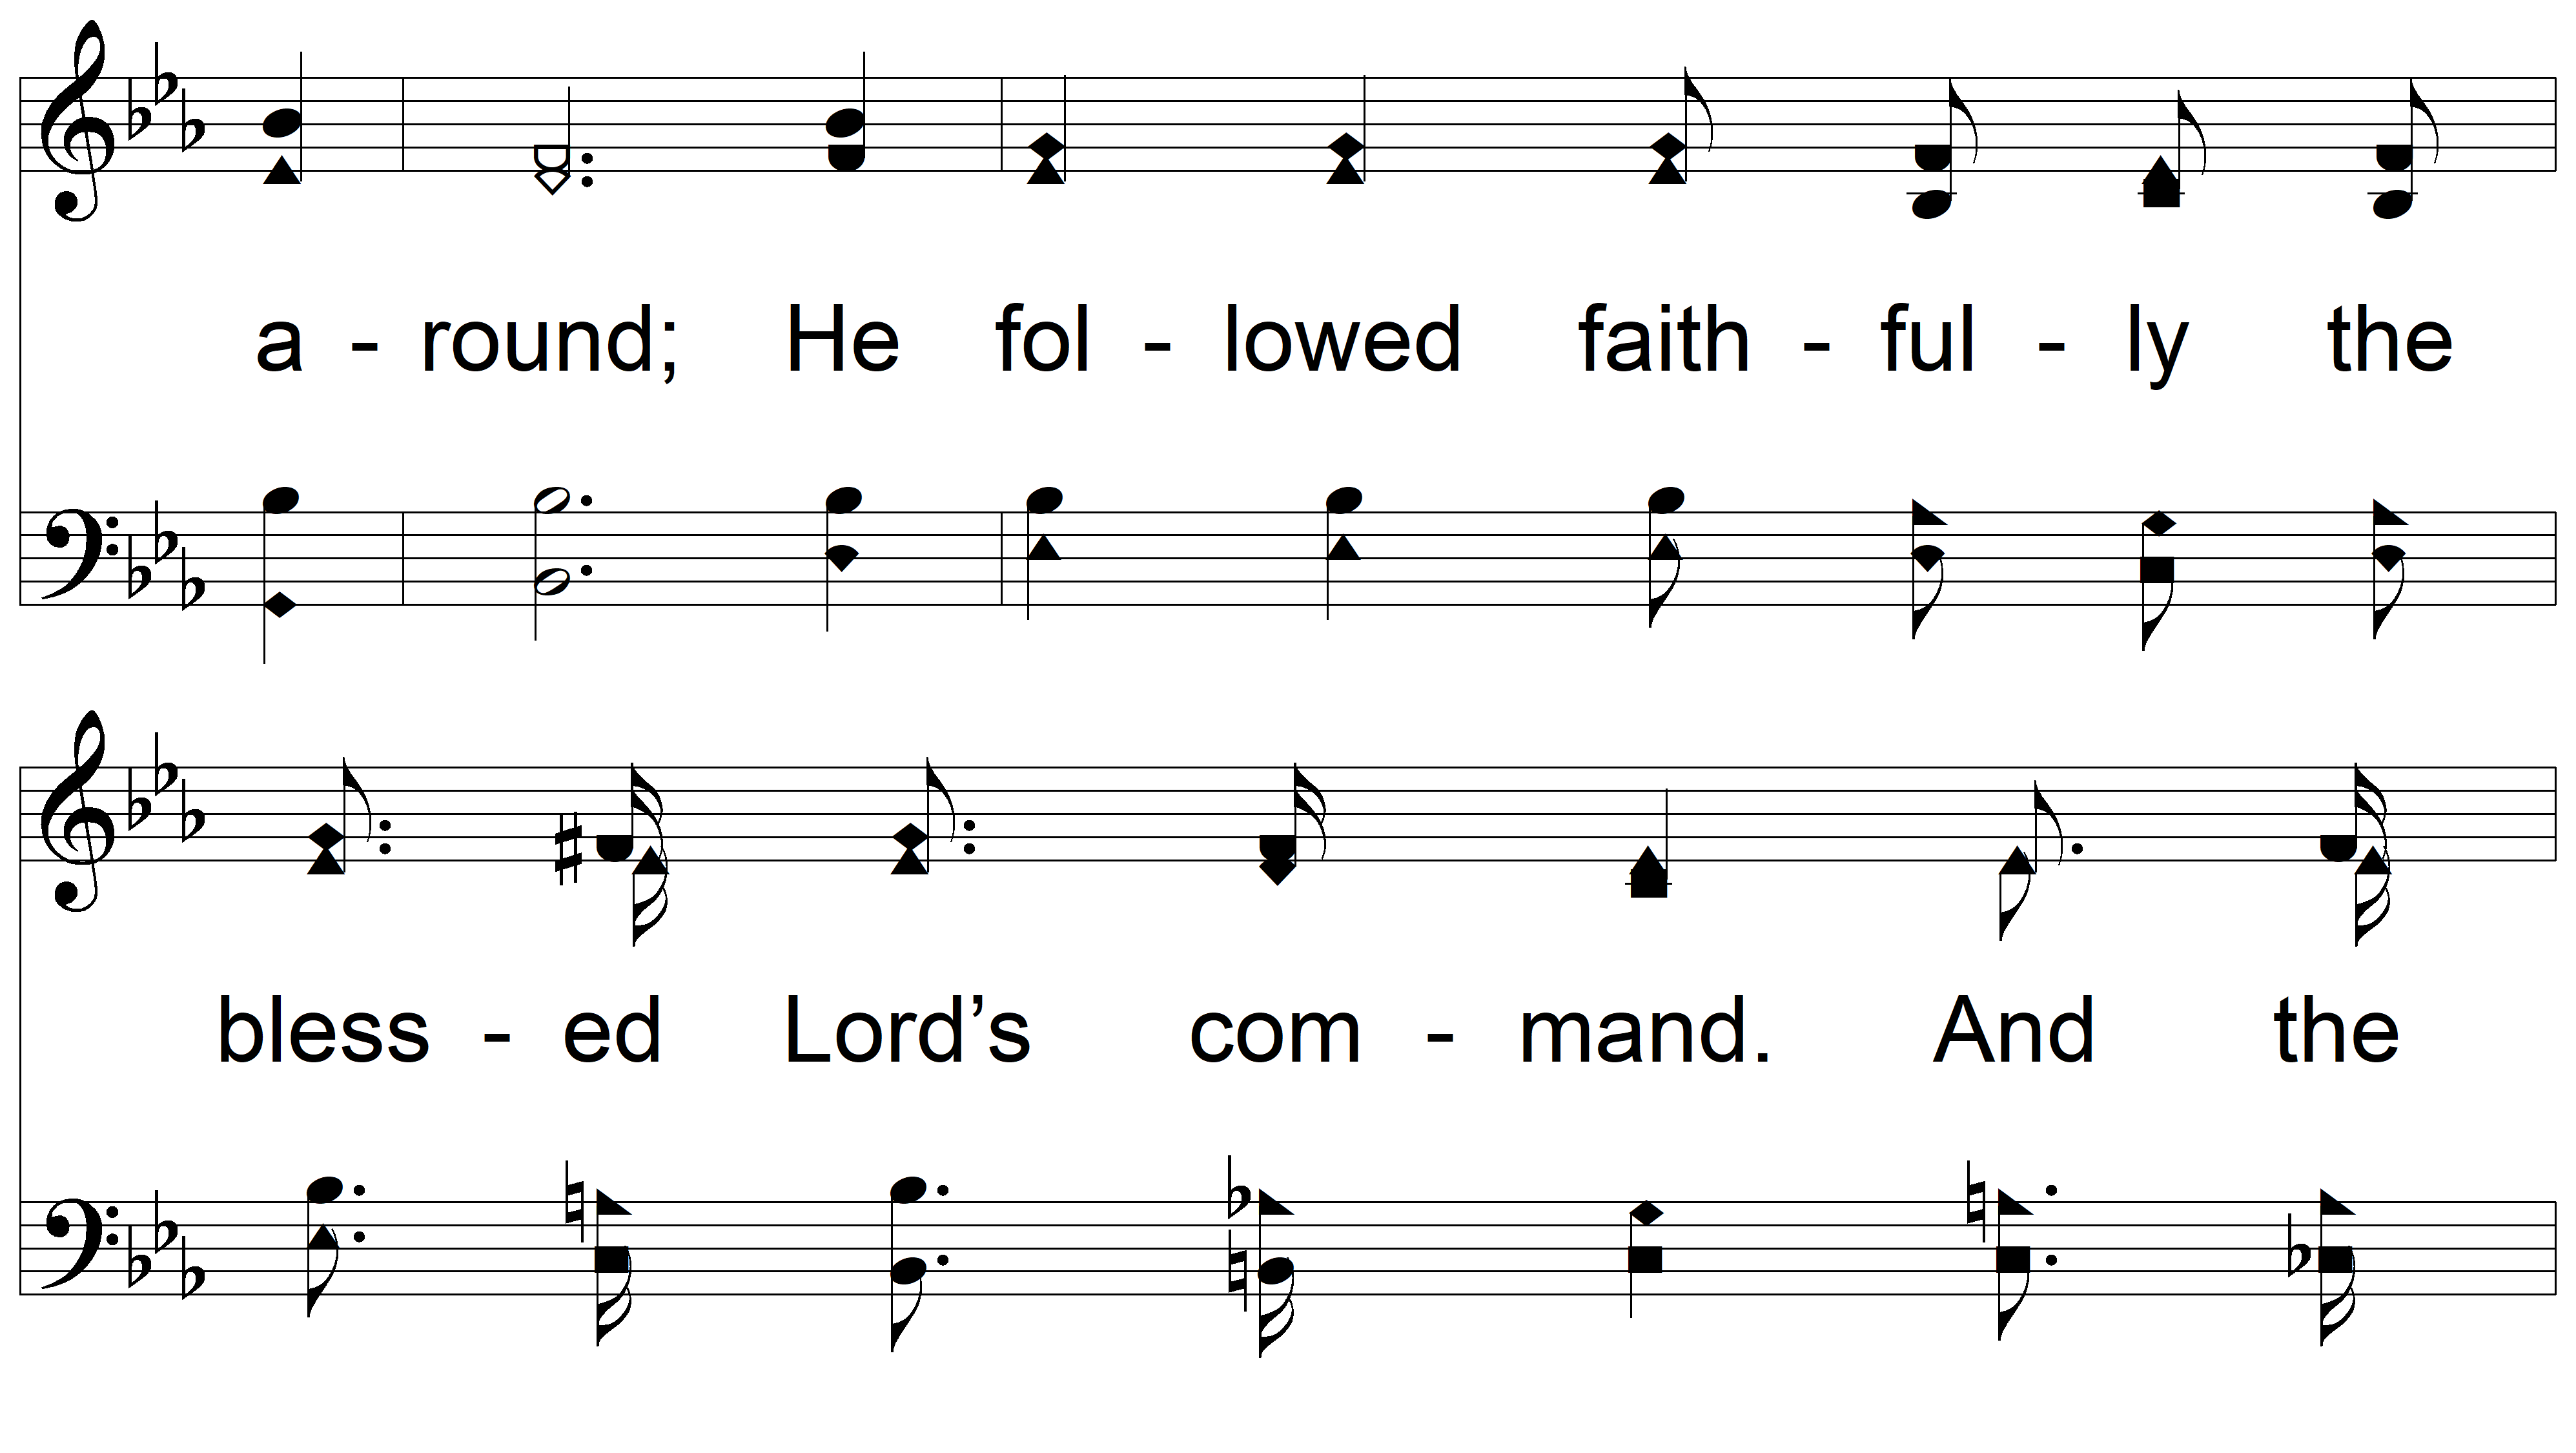 a - round; He fol - lowed faith - ful - ly the
bless - ed Lord’s com - mand. And the